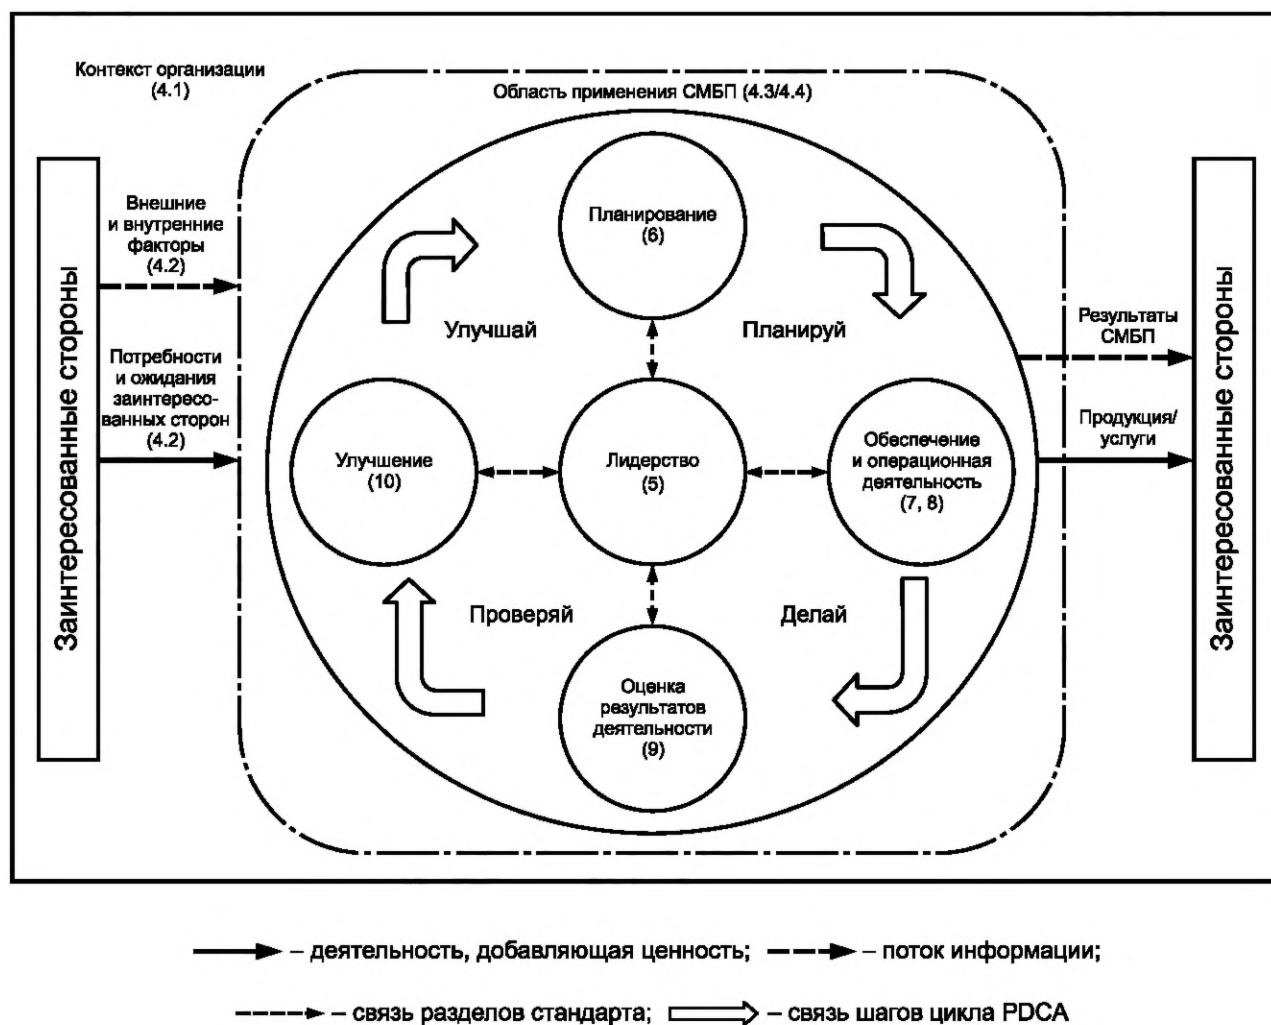 Контекст организации
(4.1)
Область применения СМБП (4.3/4.4)
Заинтересованные стороны
Внешние
и внутренние
факторы
(4.2)
Потребности
и ожидания
заинтересо-
ванных сторон
(4.2)
Планирование
(6)
Улучшай
Планируй
Улучшение
(10)
Лидерство
(5)
Обеспечение
и операционная
деятельность
(7, 8)
Проверяй
Делай
Оценка
результатов
деятельности
(9)
Результаты
СМБП
Продукция/
услуги
Заинтересованные стороны
– деятельность, добавляющая ценность;
– поток информации;
– связь разделов стандарта;
– связь шагов цикла PDCA